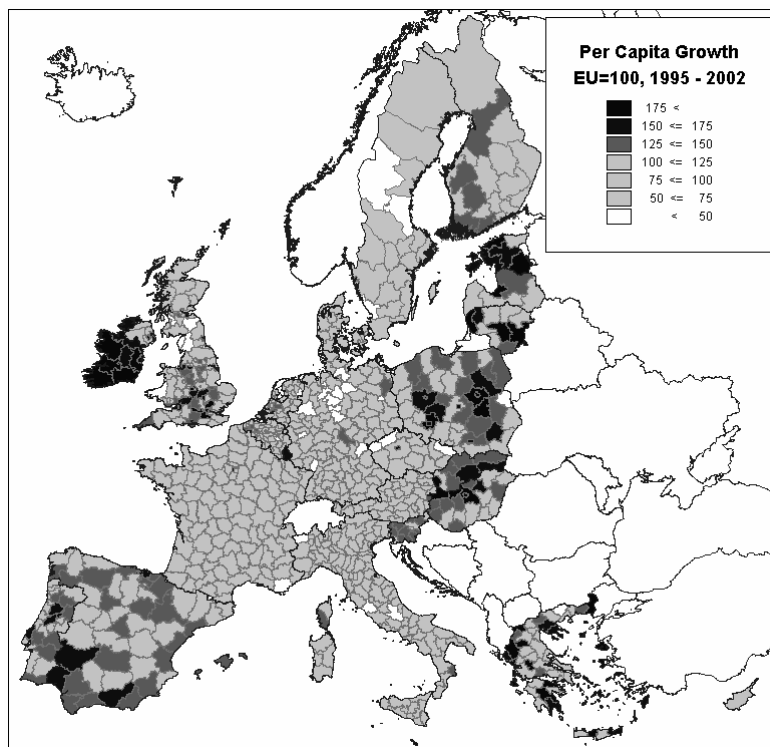 Per Capita Growth
EU=100, 1995 - 2002
175 <
150 <= 175
125 <= 150
100 <= 125
75 <= 100
50 <= 75
< 50